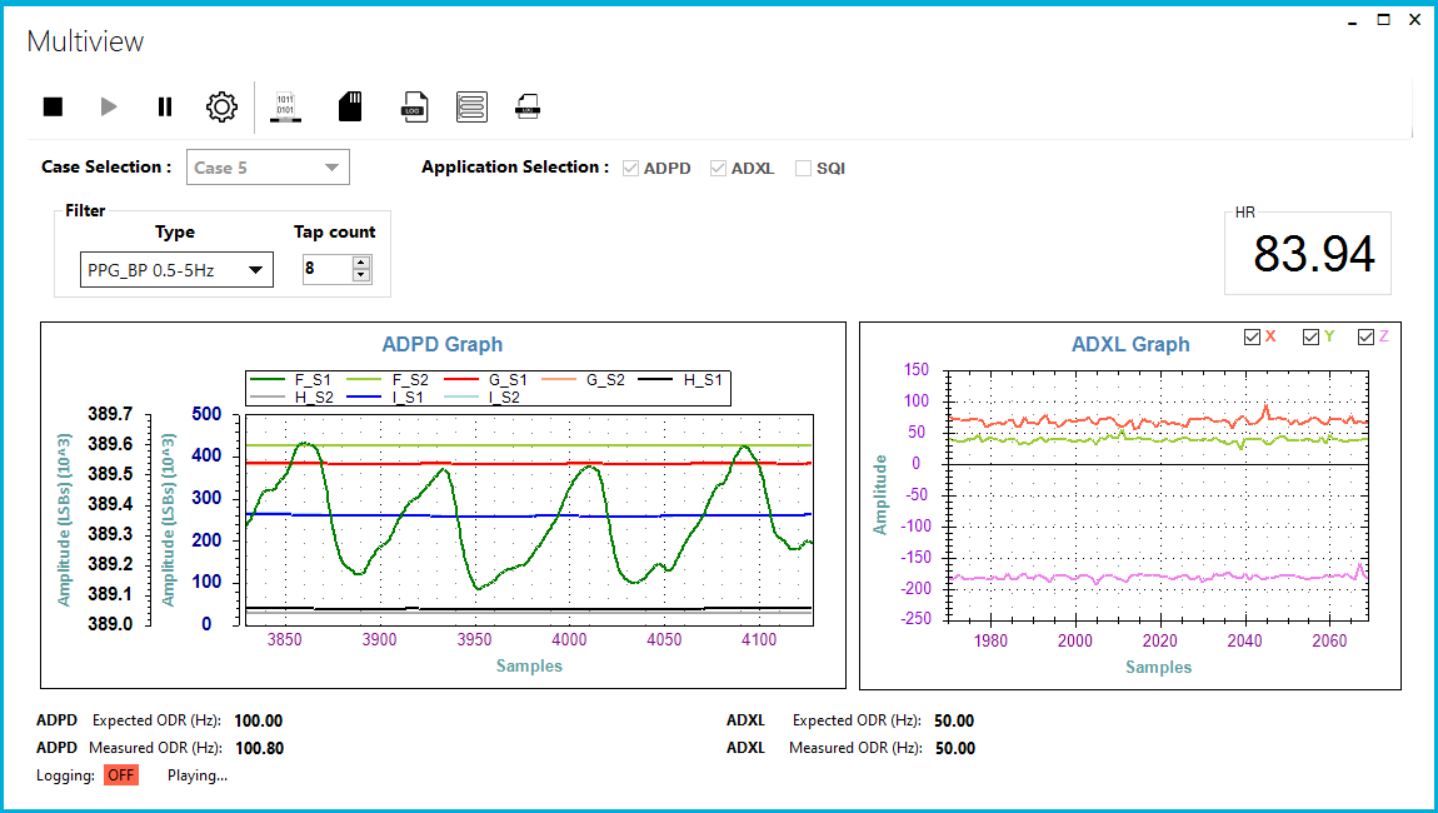 Multiview
1011
0101
LOG
Case Selection : Case 5 Application Selection : ADPD ADXL SQI
Filter
Type Tap count
PPG_BP 0.5-5Hz 8
HR
83.94
ADPD Graph
F_S1 F_S2 G_S1 G_S2 H_S1
H_S2 I_S1 I_S2
Amplitude (LSBs) (10^3)
389.7
389.6
389.5
389.4
389.3
389.2
389.1
389.0
Amplitude (LSBs) (10^3)
500
400
300
200
100
0
3850 3900 3950 4000 4050 4100
Samples
ADXL Graph X Y Z
Amplitude
150
100
50
0
-50
-100
-150
-200
-250
1980 2000 2020 2040 2060
Samples
ADPD Expected ODR (Hz): 100.00 ADXL Expected ODR (Hz): 50.00
ADPD Measured ODR (Hz): 100.80 ADXL Measured ODR (Hz): 50.00
Logging: OFF Playing...